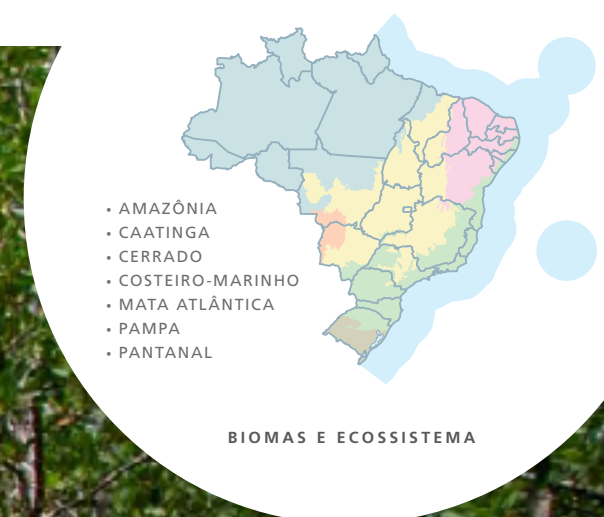 • AMAZÔNIA
• CAATINGA
• CERRADO
• COSTEIRO-MARINHO
• MATA ATLÂNTICA
• PAMPA
• PANTANAL
BIOMAS E ECOSSISTEMA